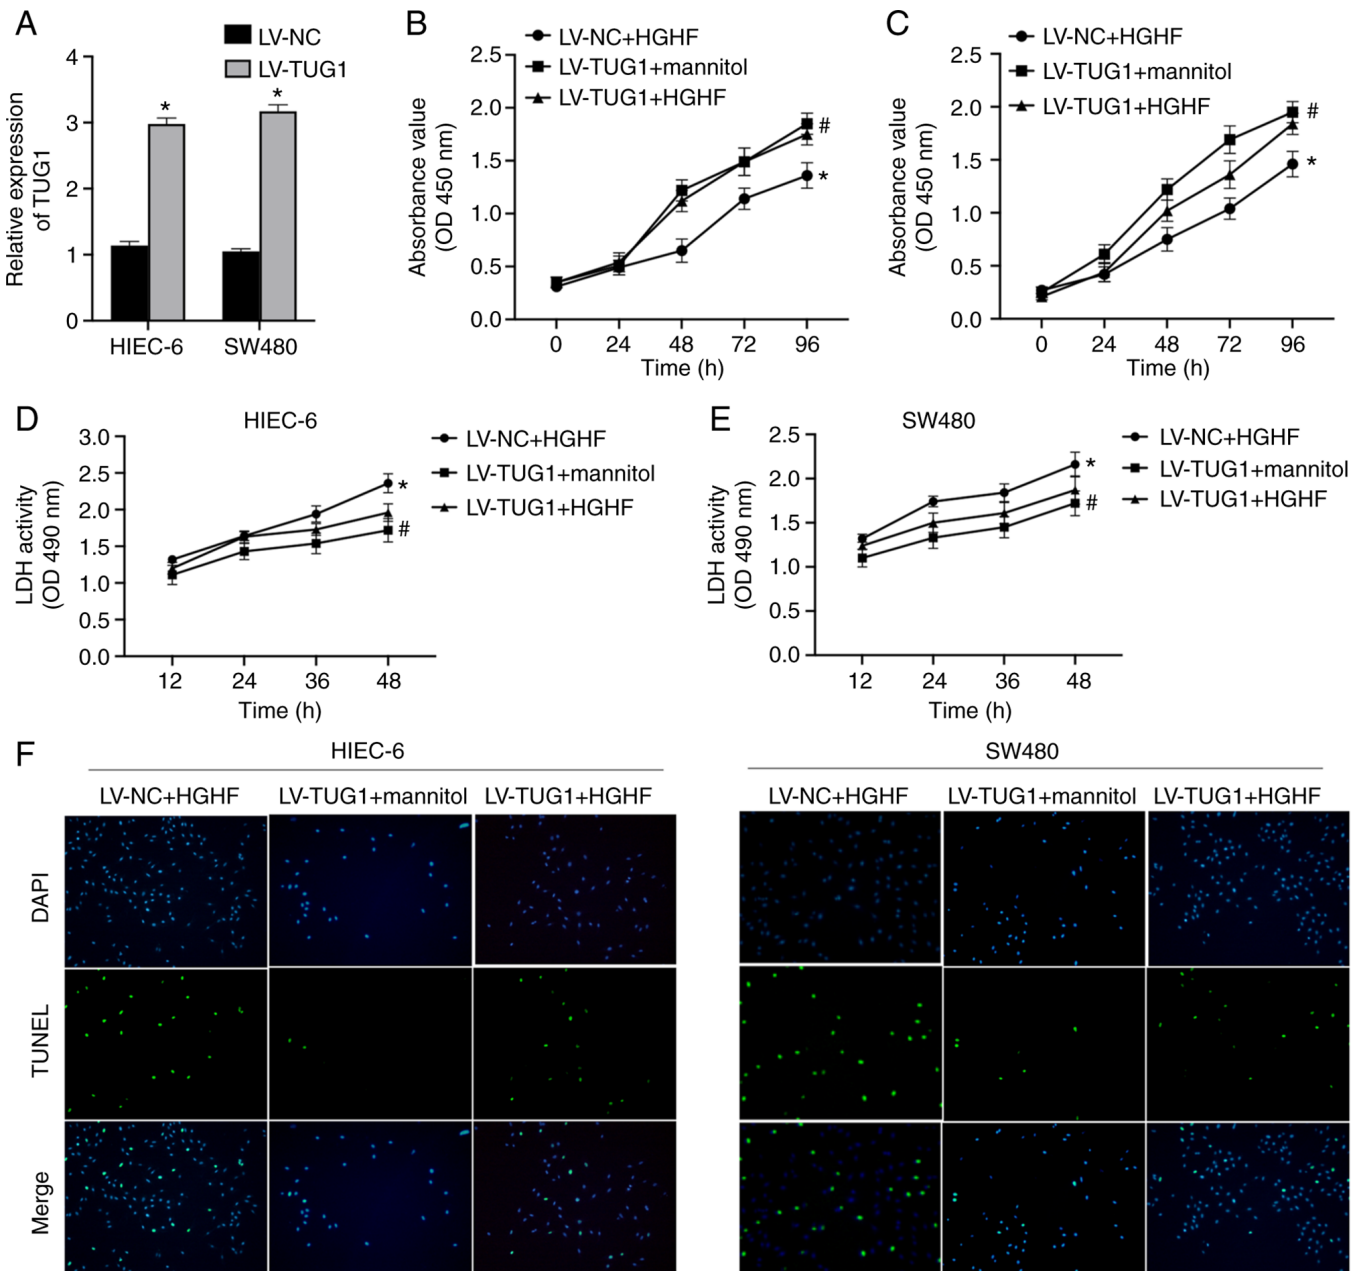 A
Relative expression
of TUG1
4
3
2
1
0
LV-NC
LV-TUG1
*
*
HIEC-6
SW480
B
Absorbance value
(OD 450 nm)
2.5
2.0
1.5
1.0
0.5
0.0
LV-NC+HGHF
LV-TUG1+mannitol
LV-TUG1+HGHF
#
*
0
24
48
72
96
Time (h)
C
Absorbance value
(OD 450 nm)
2.5
2.0
1.5
1.0
0.5
0.0
LV-NC+HGHF
LV-TUG1+mannitol
LV-TUG1+HGHF
#
*
0
24
48
72
96
Time (h)
D
HIEC-6
LDH activity
(OD 490 nm)
3.0
2.5
2.0
1.5
1.0
0.5
0.0
LV-NC+HGHF
LV-TUG1+mannitol
LV-TUG1+HGHF
*
#
12
24
36
48
Time (h)
E
SW480
LDH activity
(OD 490 nm)
2.5
2.0
1.5
1.0
0.5
0.0
LV-NC+HGHF
LV-TUG1+mannitol
LV-TUG1+HGHF
*
#
12
24
36
48
Time (h)
F
HIEC-6
SW480
LV-NC+HGHF
LV-TUG1+mannitol
LV-TUG1+HGHF
LV-NC+HGHF
LV-TUG1+mannitol
LV-TUG1+HGHF
DAPI
TUNEL
Merge